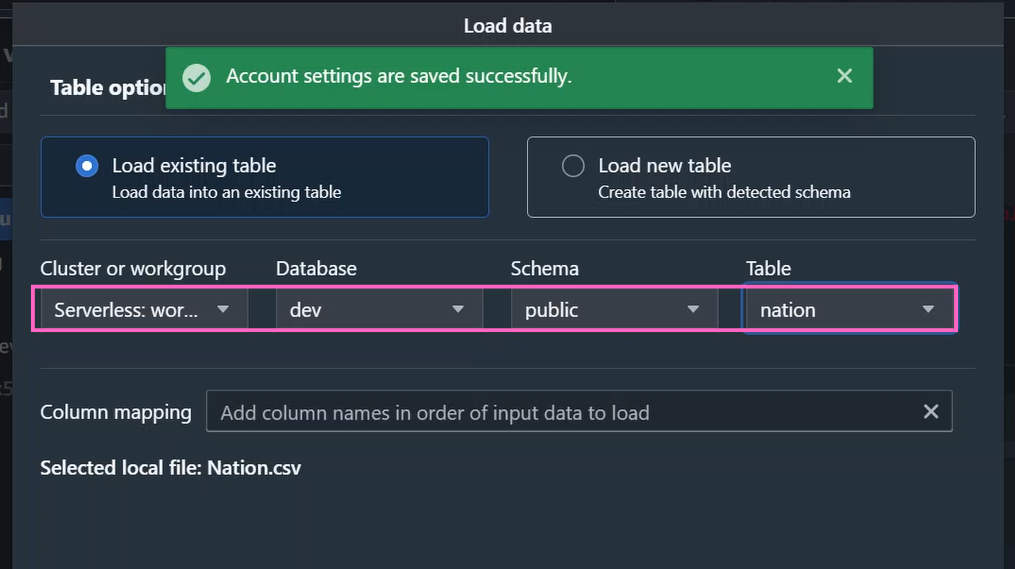 Load data
Account settings are saved successfully.
Table option
Load existing table
Load data into an existing table
Load new table
Create table with detected schema
Cluster or workgroup
Database
Schema
Table
Serverless: wor...
dev
public
nation
Column mapping
Add column names in order of input data to load
Selected local file: Nation.csv